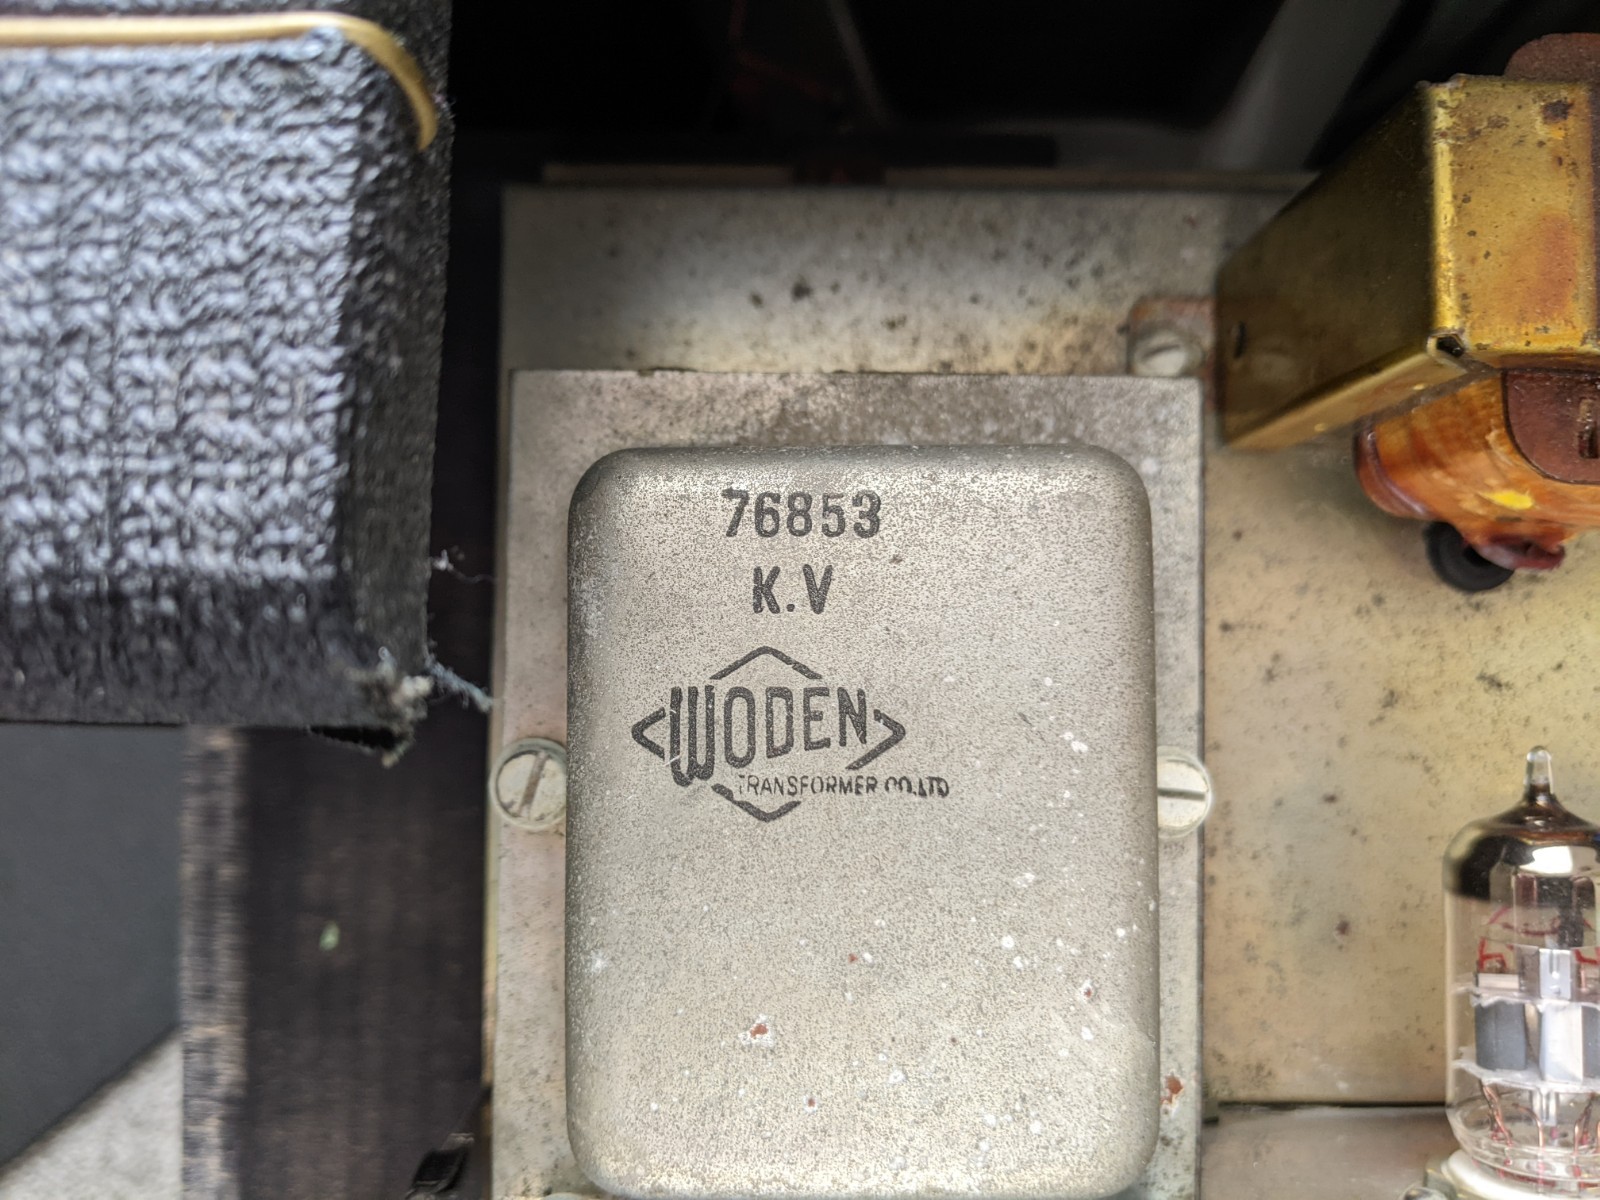 76853
K.V
WODEN
TRANSFORMER CO.LTD